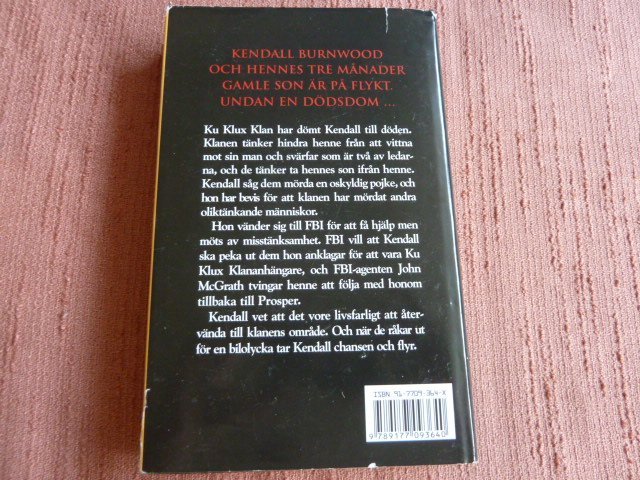 KENDALL BURNWOOD
OCH HENNES TRE MÅNADER
GAMLE SON ÄR PÅ FLYKT.
UNDAN EN DÖDSDOM ...
Ku Klux Klan har dömt Kendall till döden.
Klanen tänker hindra henne från att vittna
mot sin man och svärfar som är två av ledar-
na, och de tänker ta hennes son ifrån henne.
Kendall såg dem mörda en oskyldig pojke, och
hon har bevis för att klanen har mördat andra
oliktänkande människor.
Hon vänder sig till FBI för att få hjälp men
möts av misstänksamhet. FBI vill att Kendall
ska peka ut dem hon anklagar för att vara Ku
Klux Klananhängare, och FBI-agenten John
McGrath tvingar henne att följa med honom
tillbaka till Prosper.
Kendall vet att det vore livsfarligt att åter-
vända till klanens område. Och när de råkar ut
för en bilolycka tar Kendall chansen och flyr.
ISBN 91-7709-364-X
9 789177 093640